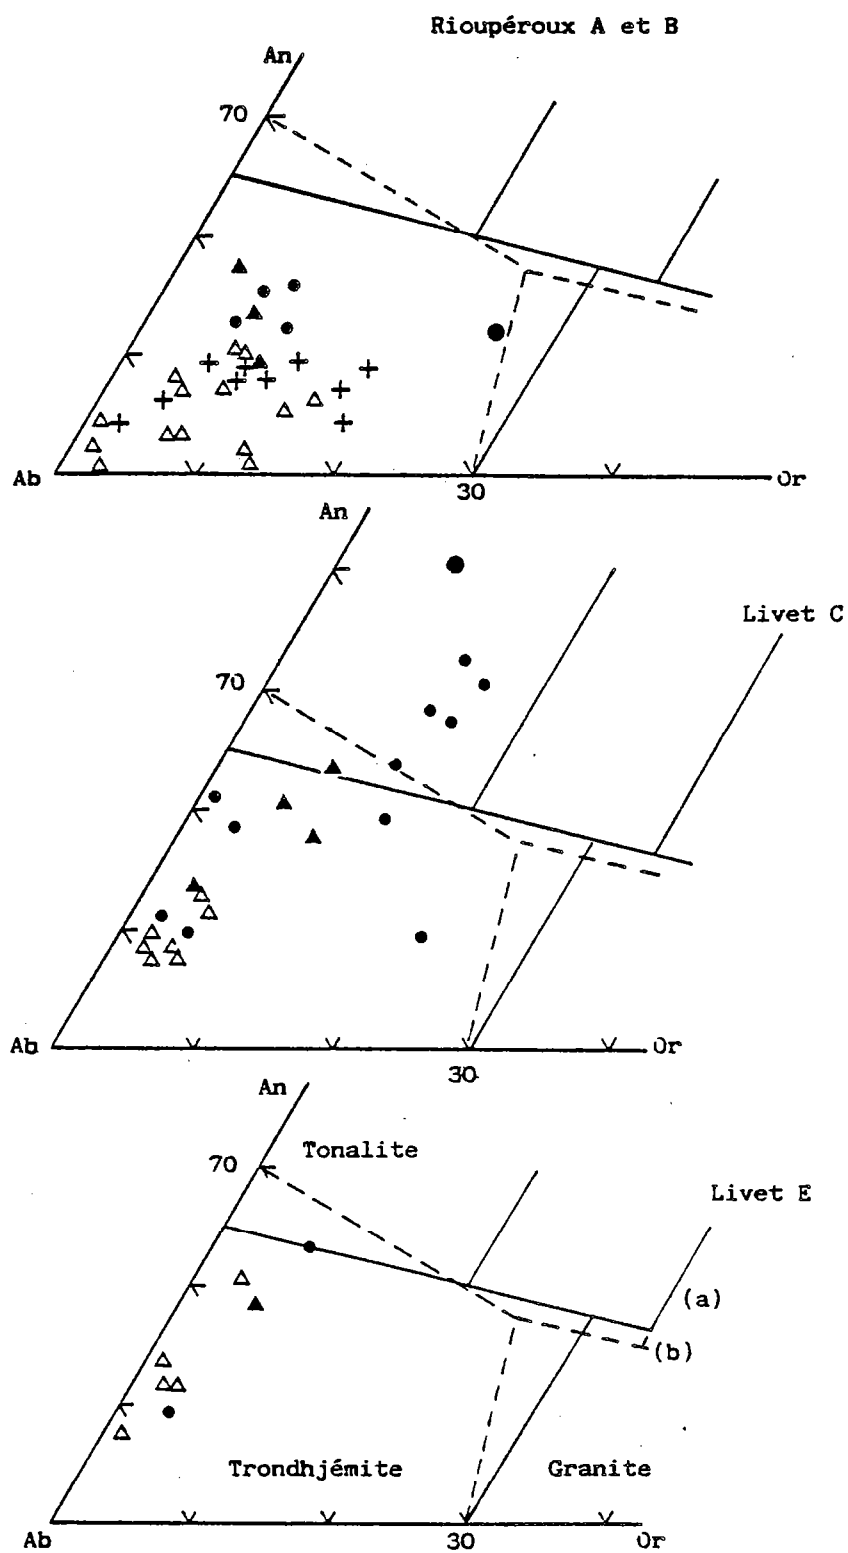 Rioupéroux A et B
An
70
Ab
Or
30
An
Livet C
70
Ab
Or
30
An
Tonalite
70
Livet E
(a)
(b)
Trondhjémite
Granite
Ab
30
Or